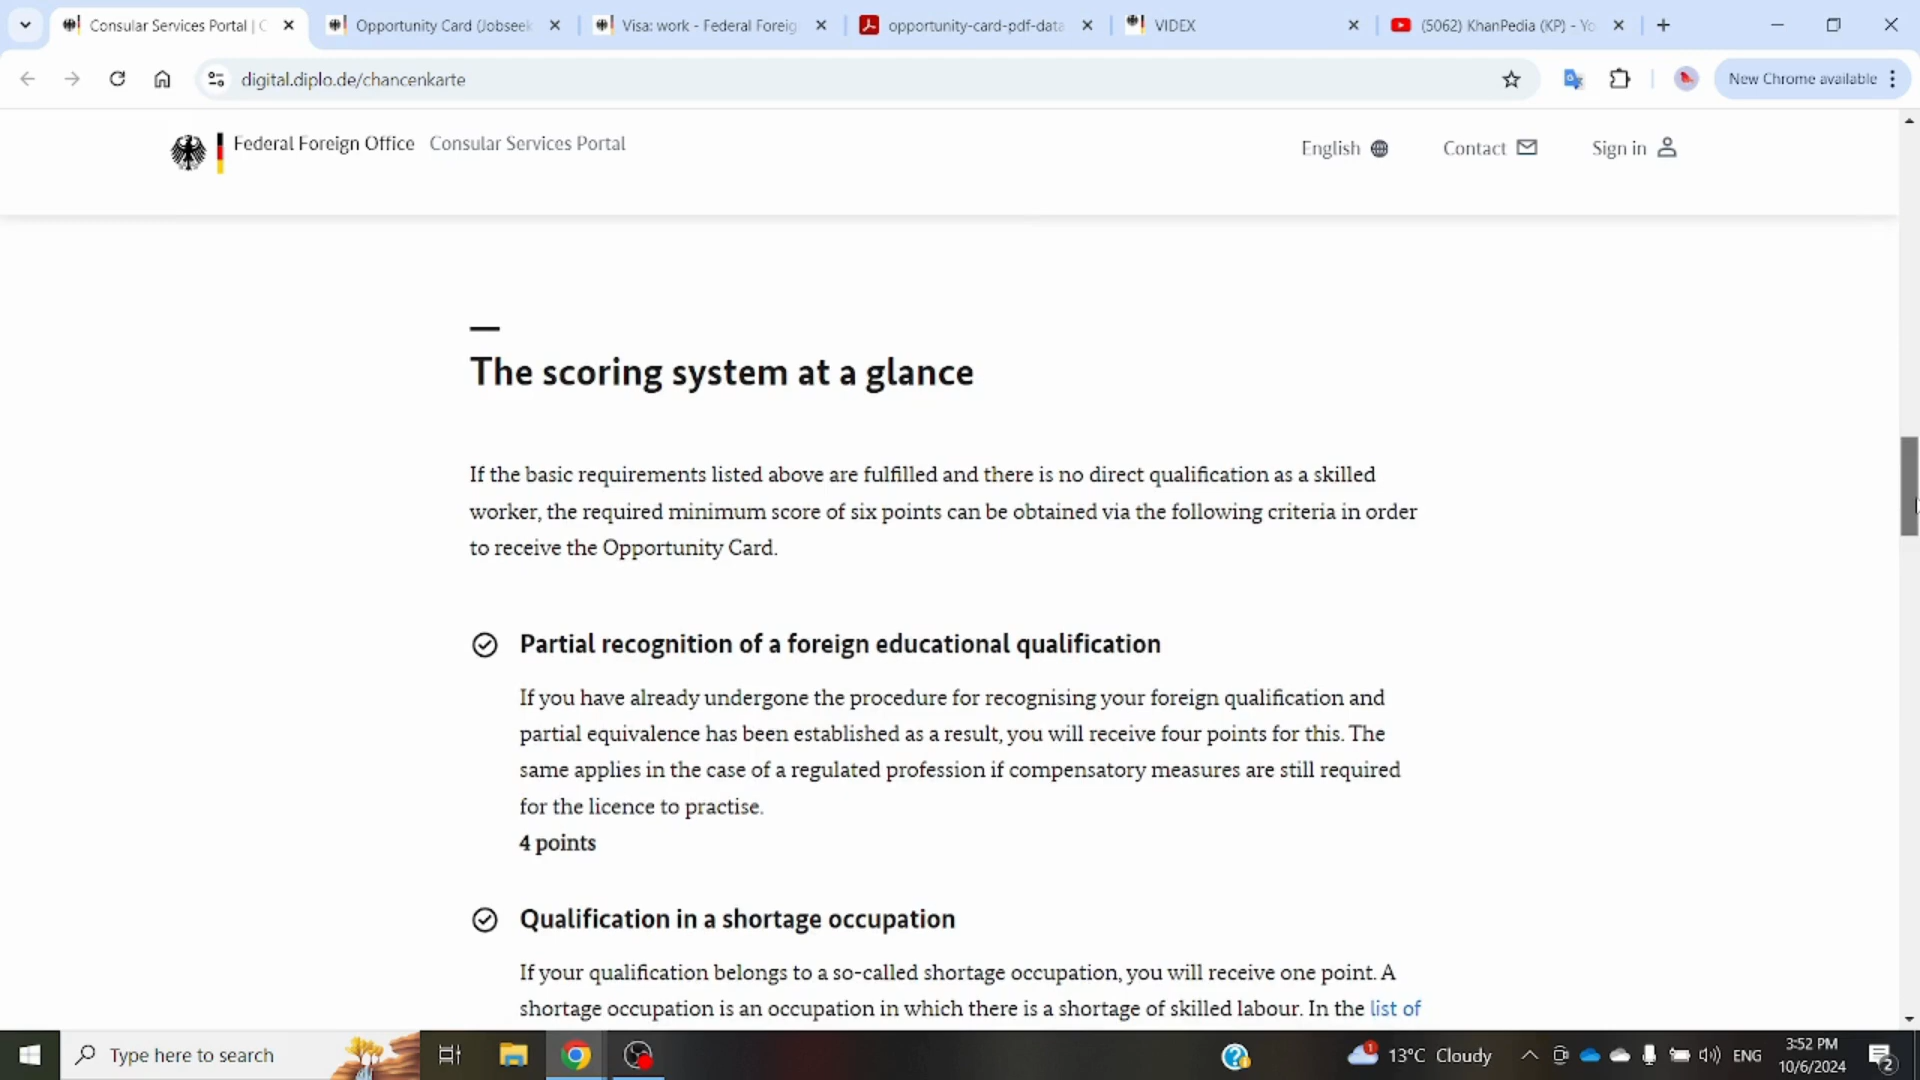 Consular Services Portal | C
Opportunity Card (Jobseek
Visa: work - Federal Foreig
opportunity-card-pdf-data
VIDEX
(5062) KhanPedia (KP) - Yo
digital.diplo.de/chancenkarte
New Chrome available
Federal Foreign Office Consular Services Portal
English
Contact
Sign in
The scoring system at a glance
If the basic requirements listed above are fulfilled and there is no direct qualification as a skilled
worker, the required minimum score of six points can be obtained via the following criteria in order
to receive the Opportunity Card.
Partial recognition of a foreign educational qualification
If you have already undergone the procedure for recognising your foreign qualification and
partial equivalence has been established as a result, you will receive four points for this. The
same applies in the case of a regulated profession if compensatory measures are still required
for the licence to practise.
4 points
Qualification in a shortage occupation
If your qualification belongs to a so-called shortage occupation, you will receive one point. A
shortage occupation is an occupation in which there is a shortage of skilled labour. In the list of
Type here to search
1
13°C Cloudy
ENG
3:52 PM
10/6/2024
2